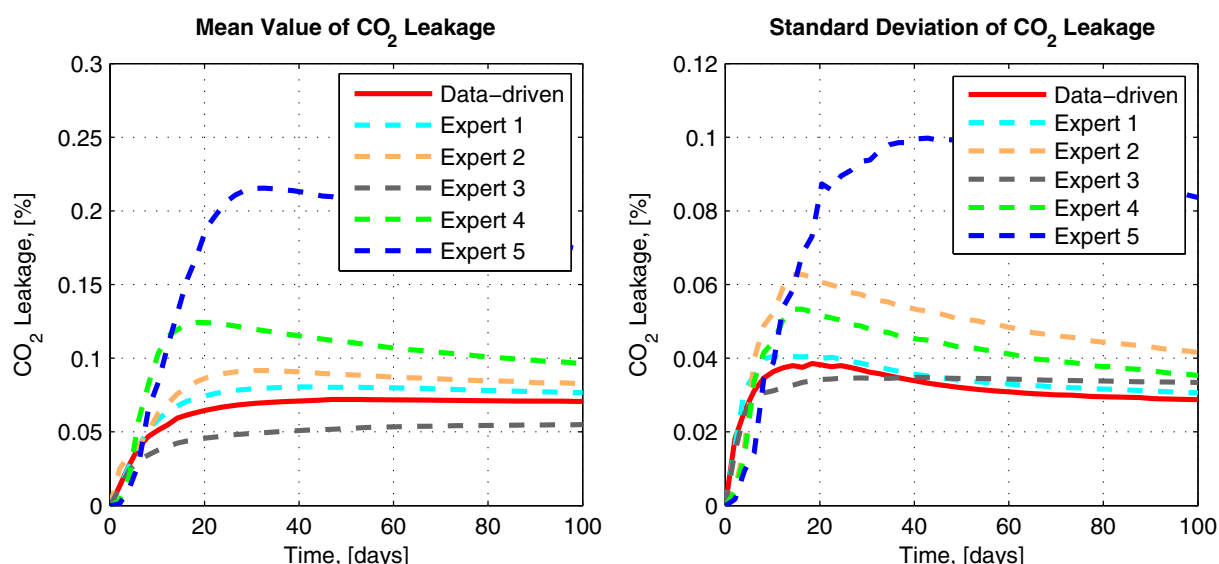 Mean Value of CO2 Leakage
0.3
0.25
0.2
0.15
0.1
0.05
0
CO2 Leakage, [%]
Data−driven
Expert 1
Expert 2
Expert 3
Expert 4
Expert 5
0 20 40 60 80 100
Time, [days]
Standard Deviation of CO2 Leakage
0.12
0.1
0.08
0.06
0.04
0.02
0
CO2 Leakage, [%]
Data−driven
Expert 1
Expert 2
Expert 3
Expert 4
Expert 5
0 20 40 60 80 100
Time, [days]